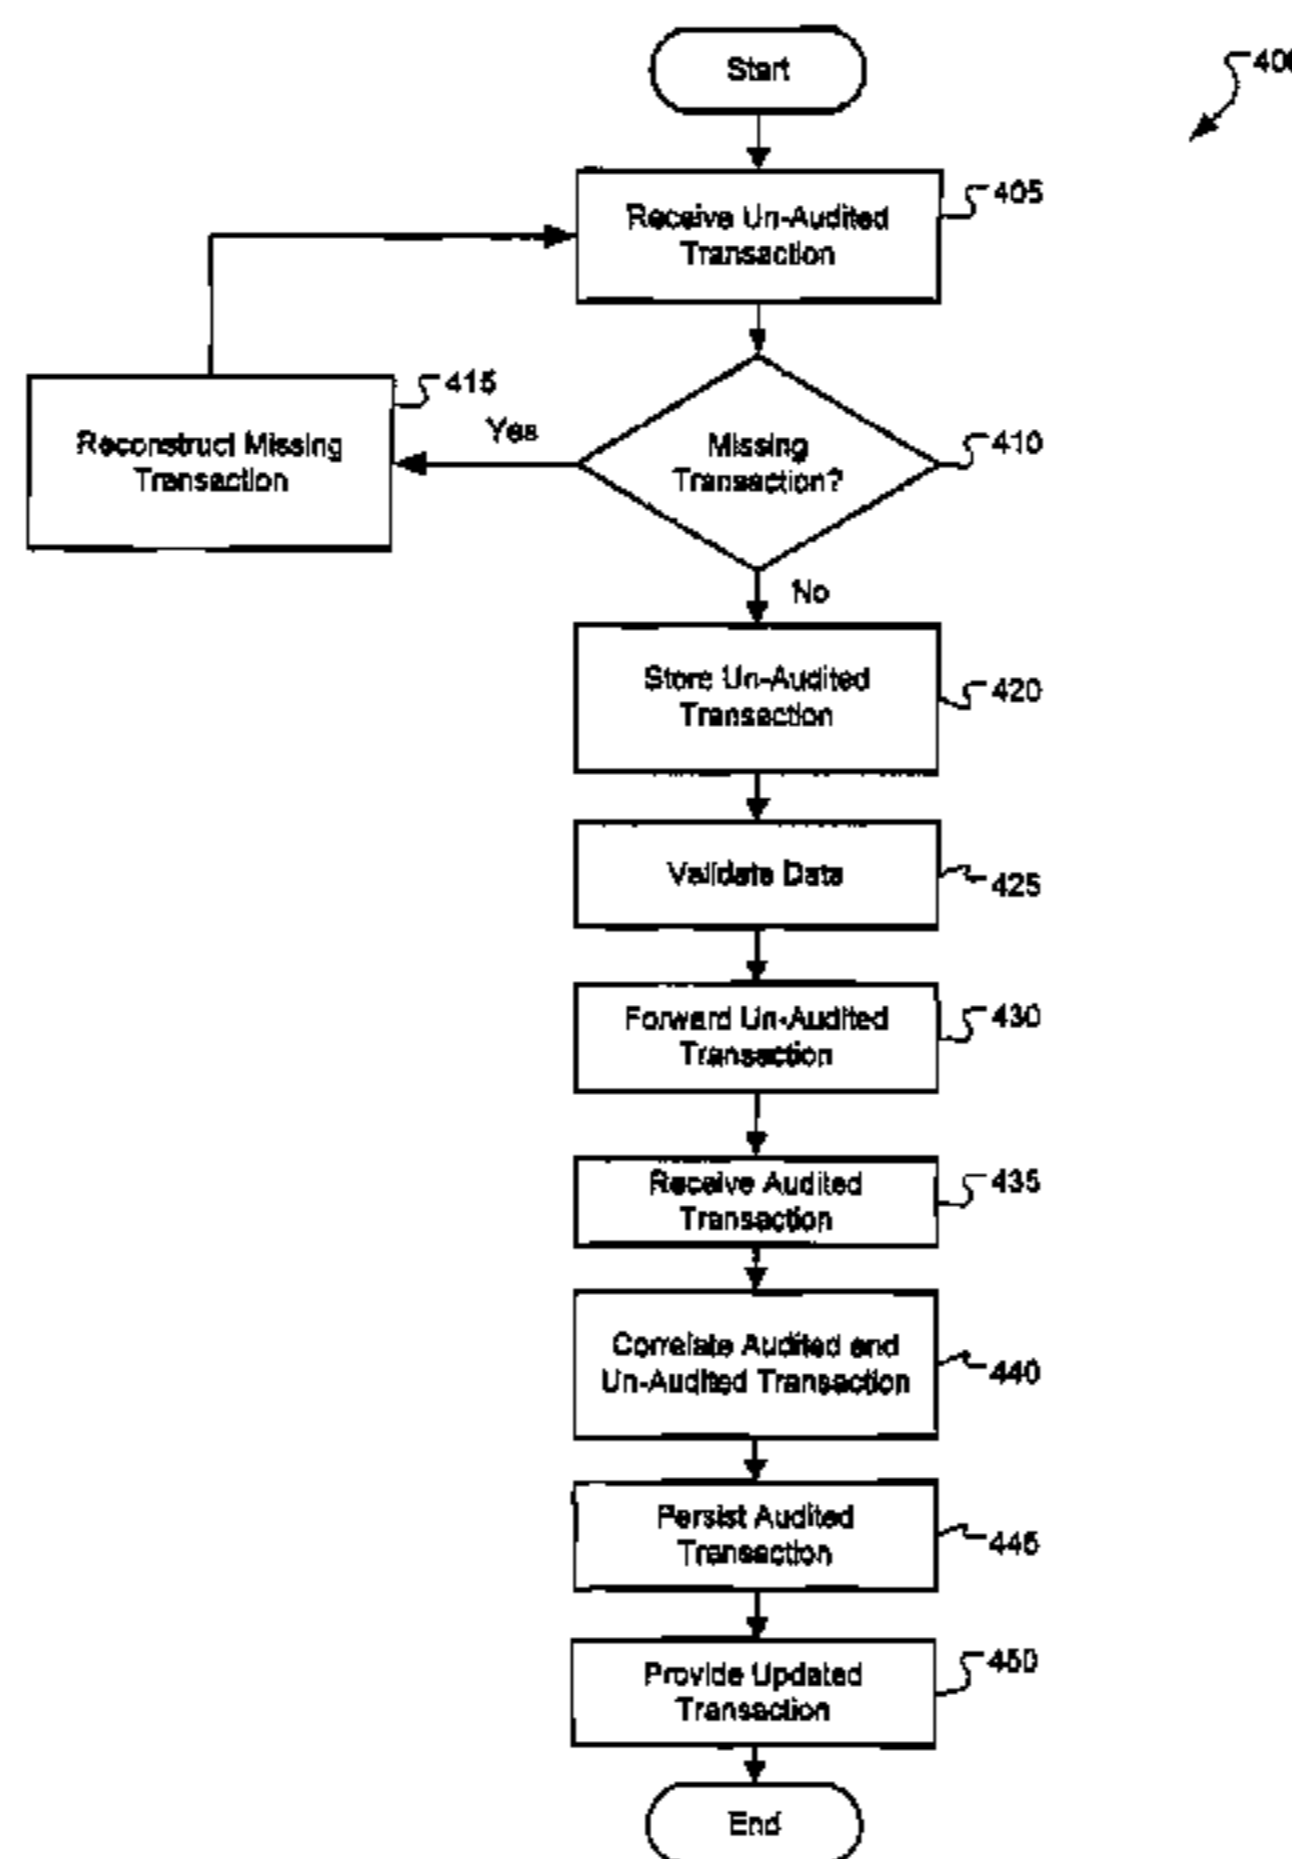 Start
400
Receive Un-Audited
Transaction
405
415
Reconstruct Missing
Transaction
Yes
Missing
Transaction?
410
No
Store Un-Audited
Transaction
420
Validate Data
425
Forward Un-Audited
Transaction
430
Receive Audited
Transaction
435
Correlate Audited and
Un-Audited Transaction
440
Persist Audited
Transaction
445
Provide Updated
Transaction
450
End